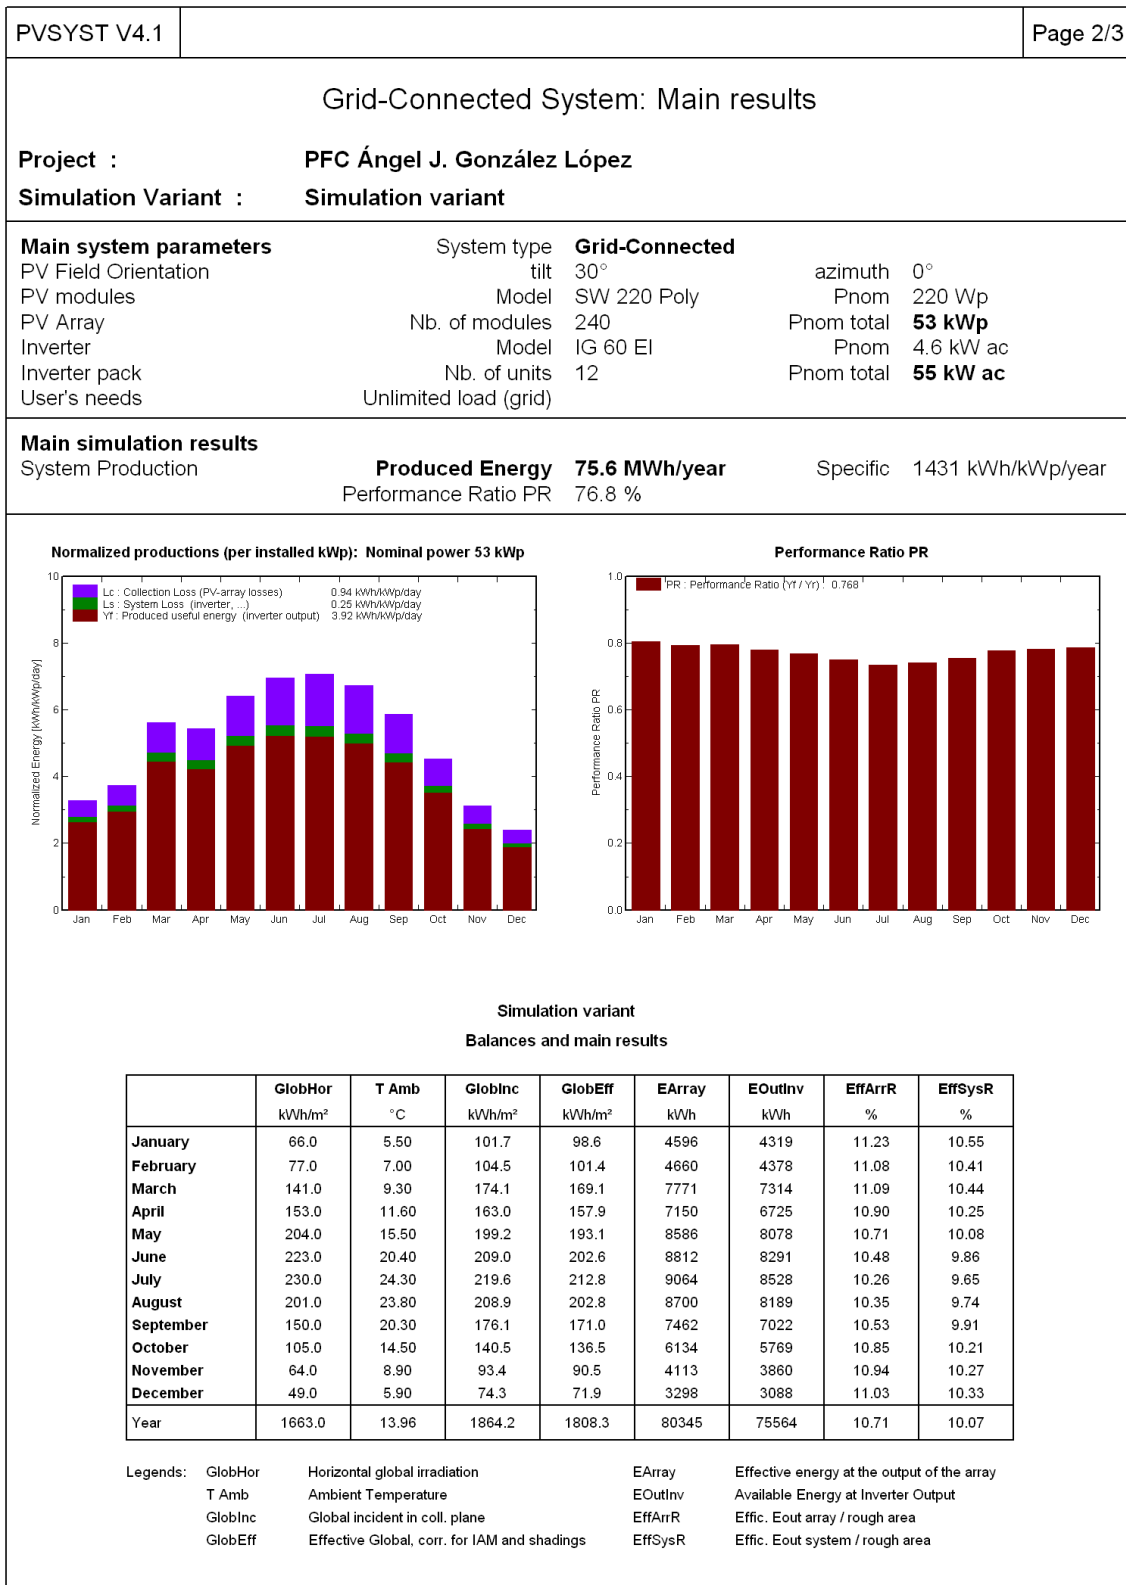 PVSYST V4.1 Page 2/3
Grid-Connected System: Main results
Project : PFC Ángel J. González López
Simulation Variant : Simulation variant
Main system parameters System type Grid-Connected
PV Field Orientation tilt 30° azimuth 0°
PV modules Model SW 220 Poly Pnom 220 Wp
PV Array Nb. of modules 240 Pnom total 53 kWp
Inverter Model IG 60 EI Pnom 4.6 kW ac
Inverter pack Nb. of units 12 Pnom total 55 kW ac
User's needs Unlimited load (grid)
Main simulation results
System Production Produced Energy 75.6 MWh/year Specific 1431 kWh/kWp/year
Performance Ratio PR 76.8 %
Normalized productions (per installed kWp): Nominal power 53 kWp
Lc : Collection Loss (PV-array losses) 0.94 kWh/kWp/day
Ls : System Loss (inverter, ...) 0.25 kWh/kWp/day
Yf : Produced useful energy (inverter output) 3.92 kWh/kWp/day
Normalized Energy [kWh/kWp/day]
10
8
6
4
2
0
Jan Feb Mar Apr May Jun Jul Aug Sep Oct Nov Dec
Performance Ratio PR
PR : Performance Ratio (Yf / Yr) : 0.768
Performance Ratio PR
1.0
0.8
0.6
0.4
0.2
0.0
Jan Feb Mar Apr May Jun Jul Aug Sep Oct Nov Dec
Simulation variant
Balances and main results
GlobHor T Amb GlobInc GlobEff EArray EOutInv EffArrR EffSysR
kWh/m² °C kWh/m² kWh/m² kWh kWh % %
January 66.0 5.50 101.7 98.6 4596 4319 11.23 10.55
February 77.0 7.00 104.5 101.4 4660 4378 11.08 10.41
March 141.0 9.30 174.1 169.1 7771 7314 11.09 10.44
April 153.0 11.60 163.0 157.9 7150 6725 10.90 10.25
May 204.0 15.50 199.2 193.1 8586 8078 10.71 10.08
June 223.0 20.40 209.0 202.6 8812 8291 10.48 9.86
July 230.0 24.30 219.6 212.8 9064 8528 10.26 9.65
August 201.0 23.80 208.9 202.8 8700 8189 10.35 9.74
September 150.0 20.30 176.1 171.0 7462 7022 10.53 9.91
October 105.0 14.50 140.5 136.5 6134 5769 10.85 10.21
November 64.0 8.90 93.4 90.5 4113 3860 10.94 10.27
December 49.0 5.90 74.3 71.9 3298 3088 11.03 10.33
Year 1663.0 13.96 1864.2 1808.3 80345 75564 10.71 10.07
Legends: GlobHor Horizontal global irradiation EArray Effective energy at the output of the array
T Amb Ambient Temperature EOutInv Available Energy at Inverter Output
GlobInc Global incident in coll. plane EffArrR Effic. Eout array / rough area
GlobEff Effective Global, corr. for IAM and shadings EffSysR Effic. Eout system / rough area